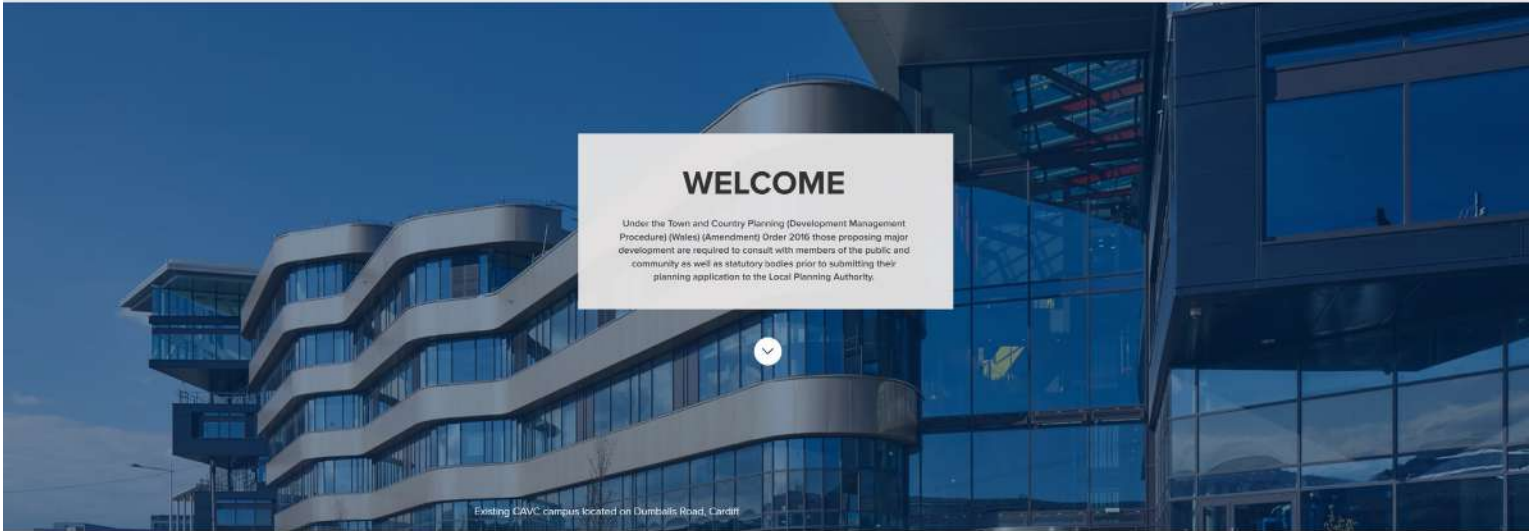 WELCOME
Under the Town and Country Planning (Development Management
Procedure) (Wales) (Amendment) Order 2016 those proposing major
development are required to consult with members of the public and
community as well as statutory bodies prior to submitting their
planning application to the Local Planning Authority.
Existing CAVC campus located on Dumballs Road, Cardiff